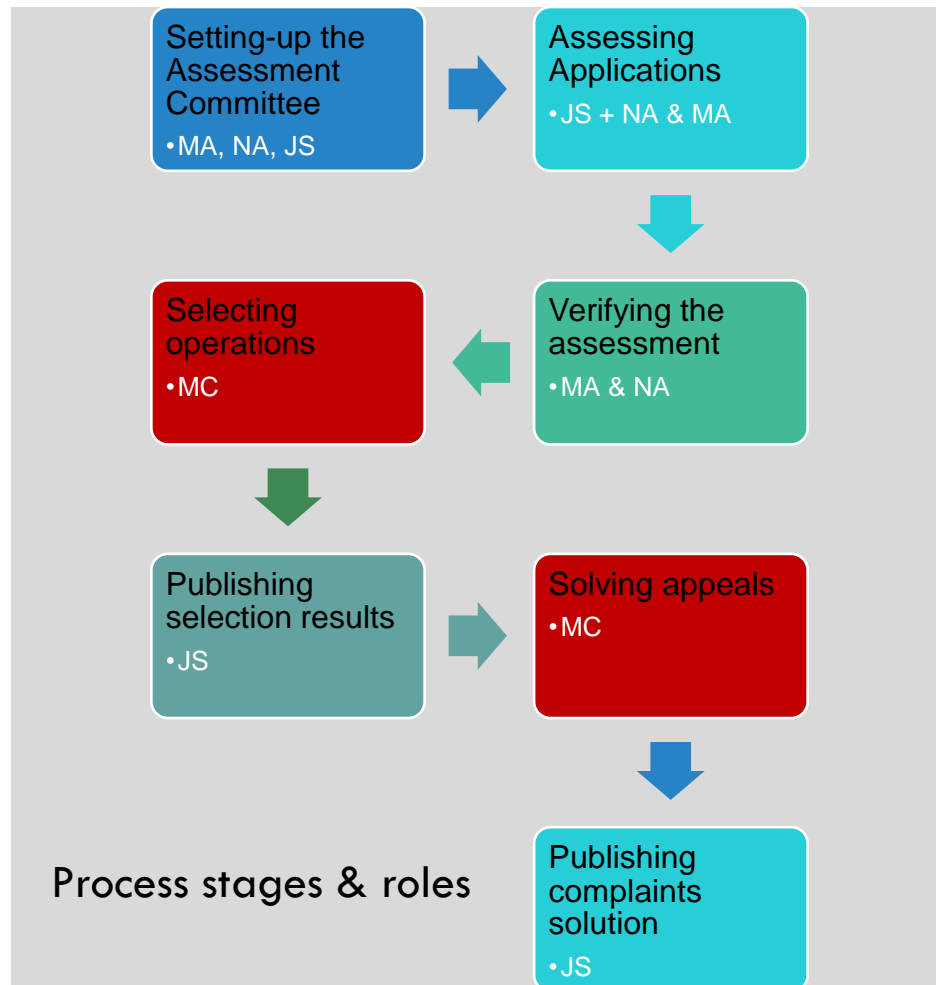 Setting-up the
Assessment
Committee
•MA, NA, JS
Assessing
Applications
•JS + NA & MA
Verifying the
assessment
•MA & NA
Selecting
operations
•MC
Publishing
selection results
•JS
Solving appeals
•MC
Publishing
complaints
solution
•JS
Process stages & roles